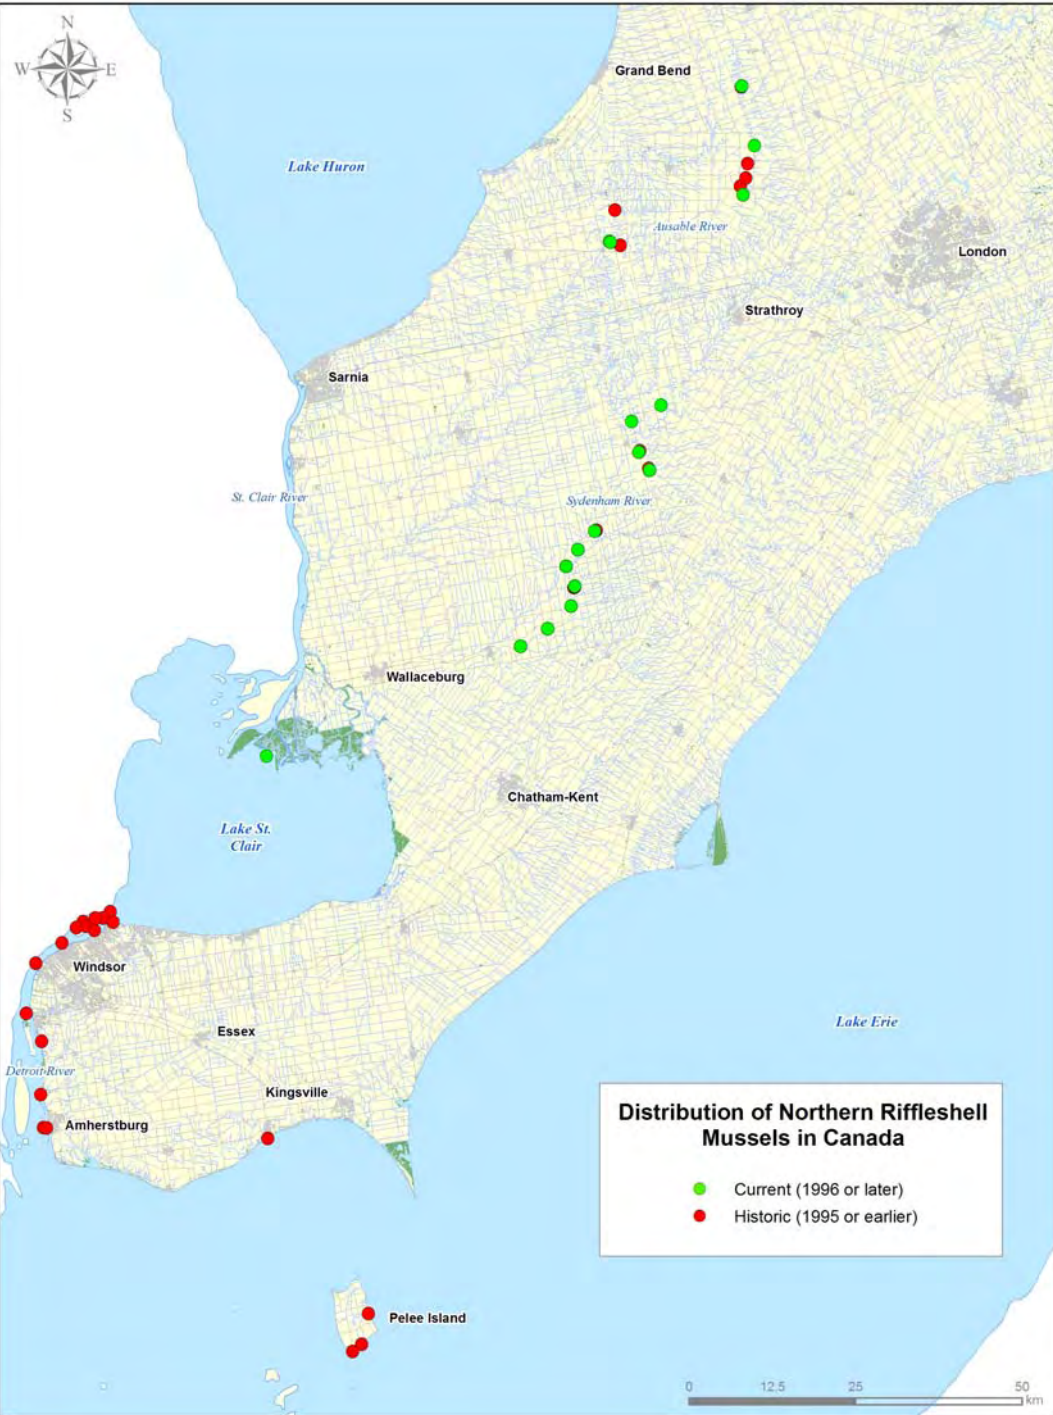 N
W E
S
Grand Bend
Lake Huron
Ausable River
London
Strathroy
Sarnia
St. Clair River
Sydenham River
Wallaceburg
Chatham-Kent
Lake St.
Clair
Windsor
Lake Erie
Essex
Detroit River
Kingsville
Amherstburg
Distribution of Northern Riffleshell
Mussels in Canada
Current (1996 or later)
Historic (1995 or earlier)
Pelee Island
0 12.5 25 50
km